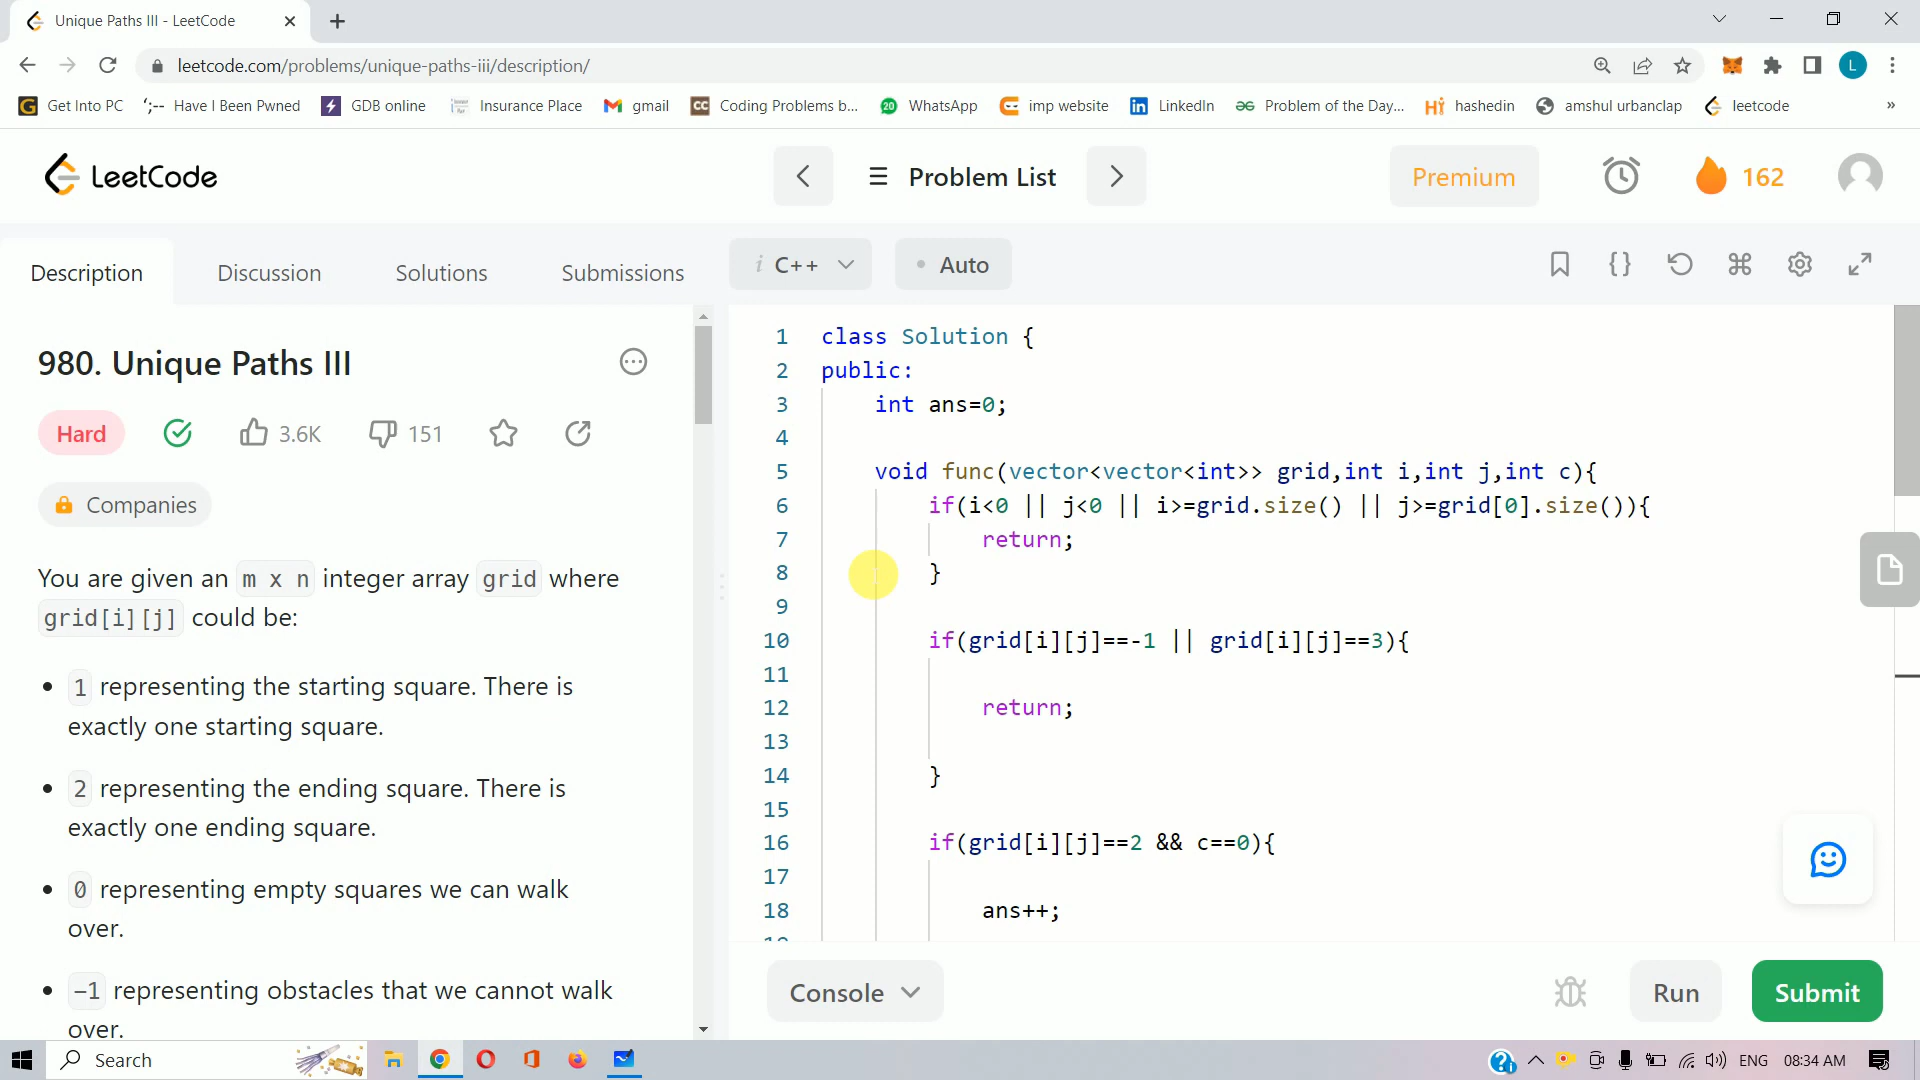 Unique Paths III - LeetCode
leetcode.com/problems/unique-paths-iii/description/
L
Get Into PC
Have I Been Pwned
GDB online
Insurance Place
gmail
CC
Coding Problems b...
20
WhatsApp
imp website
LinkedIn
Problem of the Day...
hashedin
amshul urbanclap
leetcode
»
LeetCode
Problem List
Premium
162
Description
Discussion
Solutions
Submissions
i C++
Auto
980. Unique Paths III
Hard
3.6K
151
Companies
You are given an m x n integer array grid where
grid[i][j] could be:
• 1 representing the starting square. There is
exactly one starting square.
• 2 representing the ending square. There is
exactly one ending square.
• 0 representing empty squares we can walk
over.
• -1 representing obstacles that we cannot walk
over.
1 class Solution {
2 public:
3 int ans=0;
4
5 void func(vector<vector<int>> grid,int i,int j,int c){
6 if(i<0 || j<0 || i>=grid.size() || j>=grid[0].size()){
7 return;
8 }
9
10 if(grid[i][j]==-1 || grid[i][j]==3){
11
12 return;
13
14 }
15
16 if(grid[i][j]==2 && c==0){
17
18 ans++;
Console
Run
Submit
Search
ENG
08:34 AM